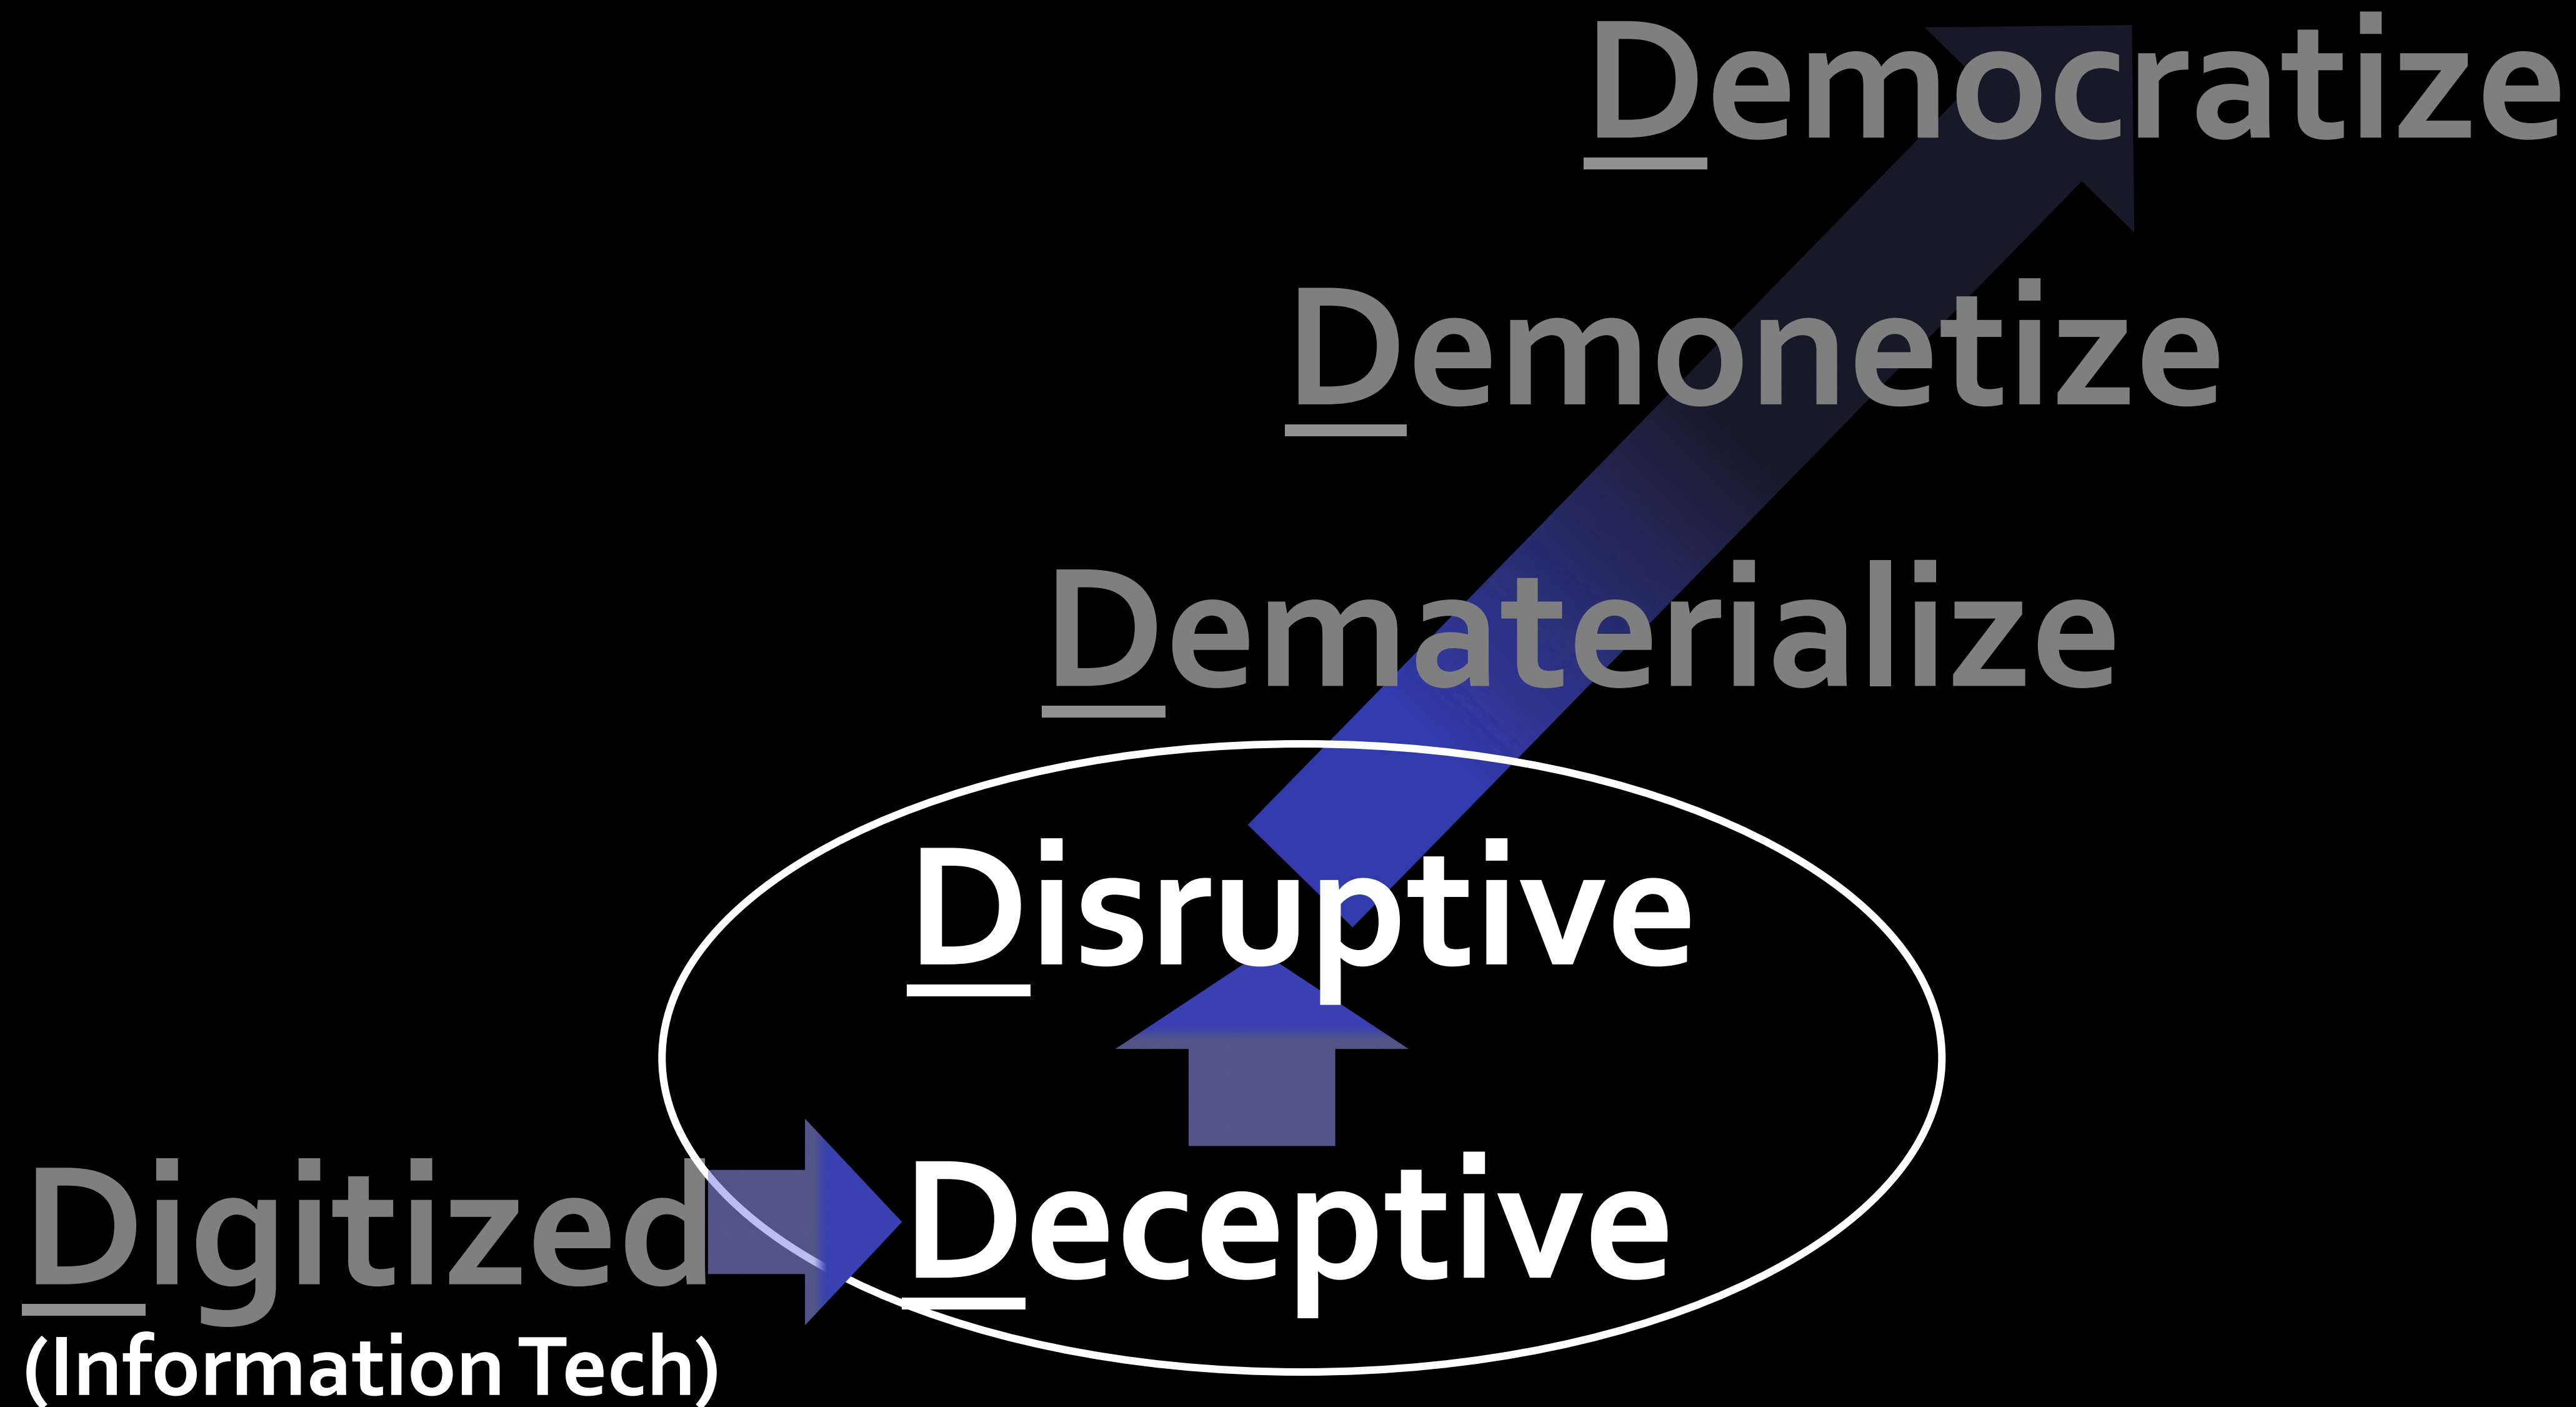 Democratize
Demonetize
Dematerialize
Disruptive
Deceptive
Digitized
(Information Tech)